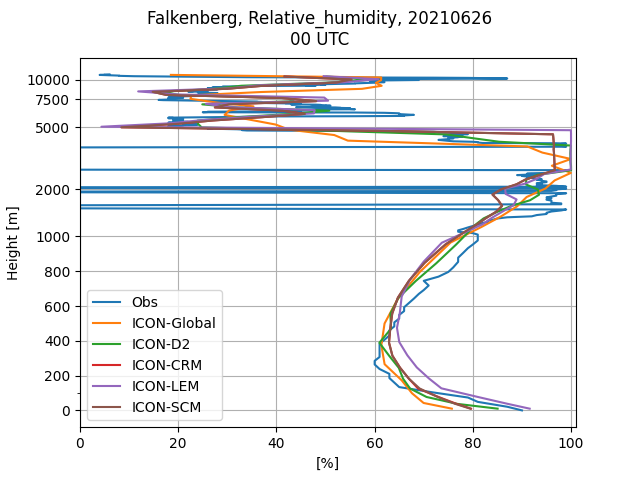 Falkenberg, Relative_humidity, 20210626
00 UTC
10000
7500
5000
2000
1000
800
600
400
200
0
Height [m]
Obs
ICON-Global
ICON-D2
ICON-CRM
ICON-LEM
ICON-SCM
0 20 40 60 80 100
[%]